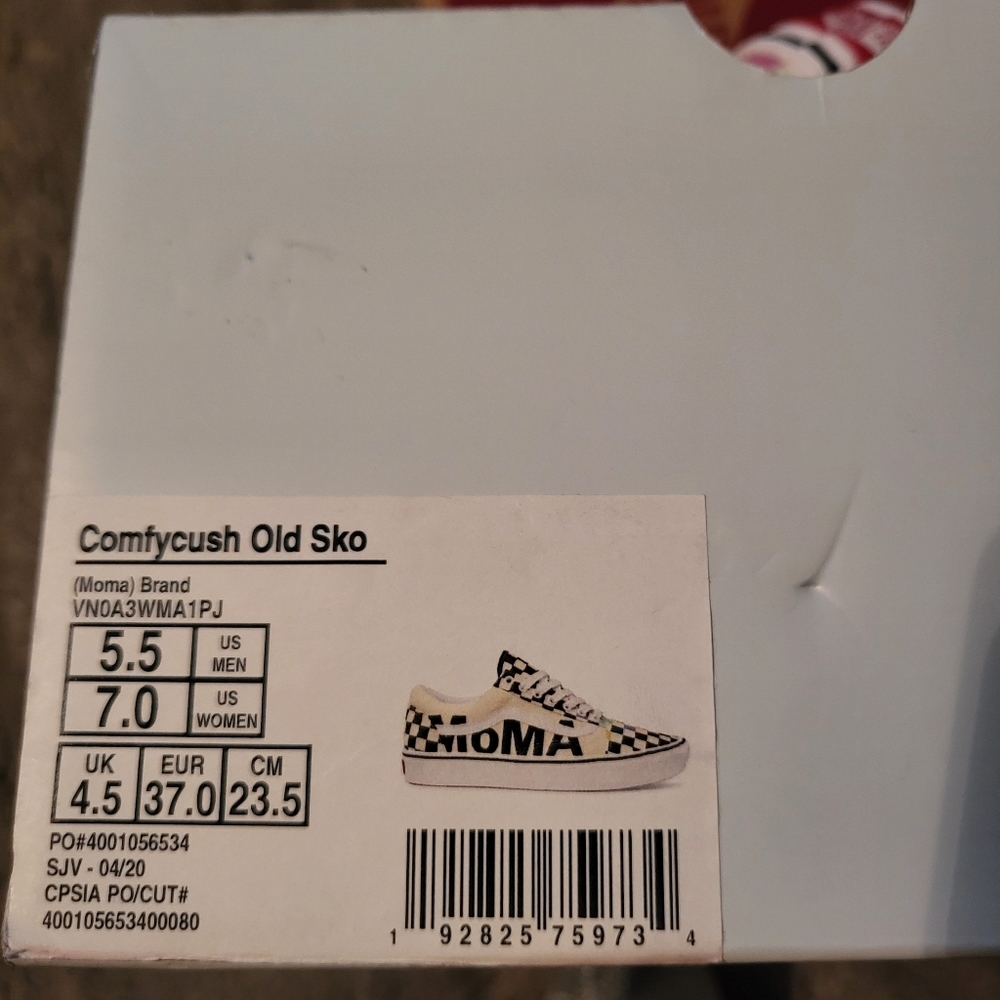 Comfycush Old Sko
(Moma) Brand
VN0A3WMA1PJ
5.5 US MEN
7.0 US WOMEN
UK EUR CM
4.5 37.0 23.5
PO#4001056534
SJV - 04/20
CPSIA PO/CUT#
400105653400080
MoMA
1 92825 75973 4